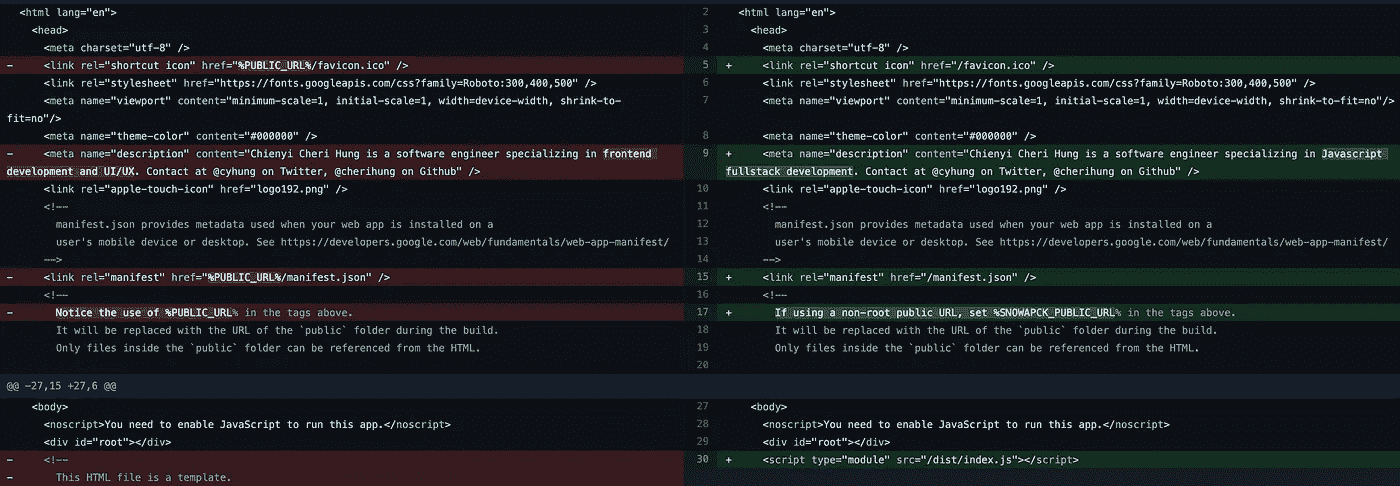 <html lang="en">
<head>
<meta charset="utf-8" />
- <link rel="shortcut icon" href="%PUBLIC_URL%/favicon.ico" />
<link rel="stylesheet" href="https://fonts.googleapis.com/css?family=Roboto:300,400,500" />
<meta name="viewport" content="minimum-scale=1, initial-scale=1, width=device-width, shrink-to-
fit=no"/>
<meta name="theme-color" content="#000000" />
- <meta name="description" content="Chienyi Cheri Hung is a software engineer specializing in frontend
development and UI/UX. Contact at @cyhung on Twitter, @cherihung on Github" />
<link rel="apple-touch-icon" href="logo192.png" />
<!--
manifest.json provides metadata used when your web app is installed on a
user's mobile device or desktop. See https://developers.google.com/web/fundamentals/web-app-manifest/
-->
- <link rel="manifest" href="%PUBLIC_URL%/manifest.json" />
<!--
- Notice the use of %PUBLIC_URL% in the tags above.
It will be replaced with the URL of the `public` folder during the build.
Only files inside the `public` folder can be referenced from the HTML.
2 <html lang="en">
3 <head>
4 <meta charset="utf-8" />
5 + <link rel="shortcut icon" href="/favicon.ico" />
6 <link rel="stylesheet" href="https://fonts.googleapis.com/css?family=Roboto:300,400,500" />
7 <meta name="viewport" content="minimum-scale=1, initial-scale=1, width=device-width, shrink-to-fit=no"/>
8 <meta name="theme-color" content="#000000" />
9 + <meta name="description" content="Chienyi Cheri Hung is a software engineer specializing in Javascript
fullstack development. Contact at @cyhung on Twitter, @cherihung on Github" />
10 <link rel="apple-touch-icon" href="logo192.png" />
11 <!--
12 manifest.json provides metadata used when your web app is installed on a
13 user's mobile device or desktop. See https://developers.google.com/web/fundamentals/web-app-manifest/
14 -->
15 + <link rel="manifest" href="/manifest.json" />
16 <!--
17 + If using a non-root public URL, set %SNOWAPCK_PUBLIC_URL% in the tags above.
18 It will be replaced with the URL of the `public` folder during the build.
19 Only files inside the `public` folder can be referenced from the HTML.
20
@@ -27,15 +27,6 @@
<body>
<noscript>You need to enable JavaScript to run this app.</noscript>
<div id="root"></div>
- <!--
- This HTML file is a template.
27 <body>
28 <noscript>You need to enable JavaScript to run this app.</noscript>
29 <div id="root"></div>
30 + <script type="module" src="/dist/index.js"></script>